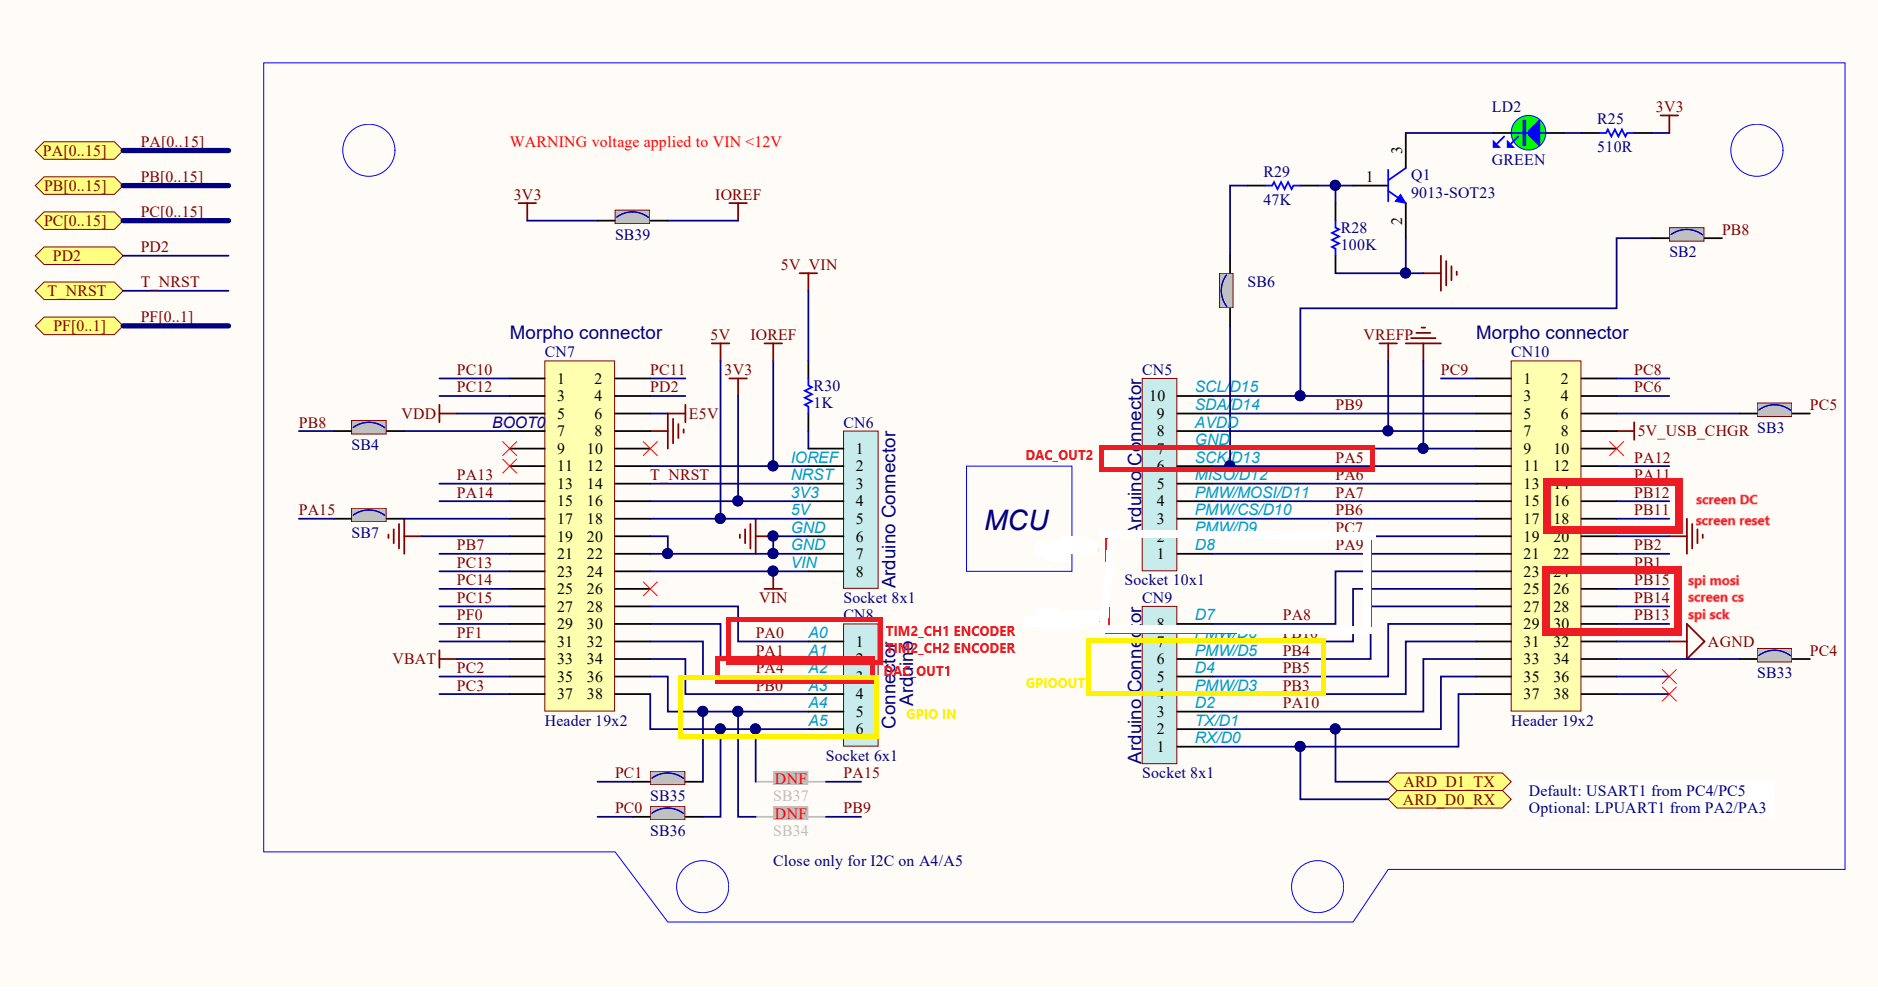 PA[0..15] PA[0..15]
PB[0..15] PB[0..15]
PC[0..15] PC[0..15]
PD2 PD2
T_NRST T_NRST
PF[0..1] PF[0..1]
WARNING voltage applied to VIN <12V
3V3 IOREF
SB39
5V_VIN
R30
1K
5V IOREF
3V3
Morpho connector
CN7
PC10 1 2 PC11
PC12 3 4 PD2
VDD 5 6 E5V
PB8 SB4 BOOT0 7 8
9 10
11 12
PA13 13 14 T_NRST
PA14 15 16
PA15 SB7 17 18
19 20
PB7 21 22
PC13 23 24
PC14 25 26
PC15 27 28
PF0 29 30
PF1 31 32
VBAT 33 34
PC2 35 36
PC3 37 38
Header 19x2
CN6
1
IOREF 2
NRST 3
3V3 4
5V 5
GND 6
GND 7
VIN 8
Arduino Connector
Socket 8x1
VIN
CN8
PA0 A0 1 TIM2_CH1 ENCODER
PA1 A1 2 TIM2_CH2 ENCODER
PA4 A2 3 DAC_OUT1
PB0 A3 4
A4 5 GPIO IN
A5 6
Arduino
Connector
Socket 6x1
PC1 SB35
DNF PA15
SB37
PC0 SB36
DNF PB9
SB34
Close only for I2C on A4/A5
MCU
LD2
GREEN
R25
510R
3V3
R29
47K
3
1
2
Q1
9013-SOT23
R28
100K
SB6
SB2 PB8
VREFP
CN5
10 SCL/D15
9 SDA/D14 PB9
8 AVDD
7 GND
DAC_OUT2 6 SCK/D13 PA5
5 MISO/D12 PA6
4 PMW/MOSI/D11 PA7
3 PMW/CS/D10 PB6
2 PMW/D9 PC7
1 D8 PA9
Arduino Connector
Socket 10x1
CN9
8 D7 PA8
7 PMW/D6 PB10
6 PMW/D5 PB4
GPIOOUT 5 D4 PB5
4 PMW/D3 PB3
3 D2 PA10
2 TX/D1
1 RX/D0
Arduino Connector
Socket 8x1
Morpho connector
CN10
PC9 1 2 PC8
3 4 PC6
5 6 SB3 PC5
7 8 5V_USB_CHGR
9 10
11 12 PA12
13 14 PA11
15 16 PB12 screen DC
17 18 PB11 screen reset
19 20
21 22 PB2
23 24 PB1
25 26 PB15 spi mosi
27 28 PB14 screen cs
29 30 PB13 spi sck
31 32 AGND
33 34 SB33 PC4
35 36
37 38
Header 19x2
ARD_D1_TX
ARD_D0_RX
Default: USART1 from PC4/PC5
Optional: LPUART1 from PA2/PA3